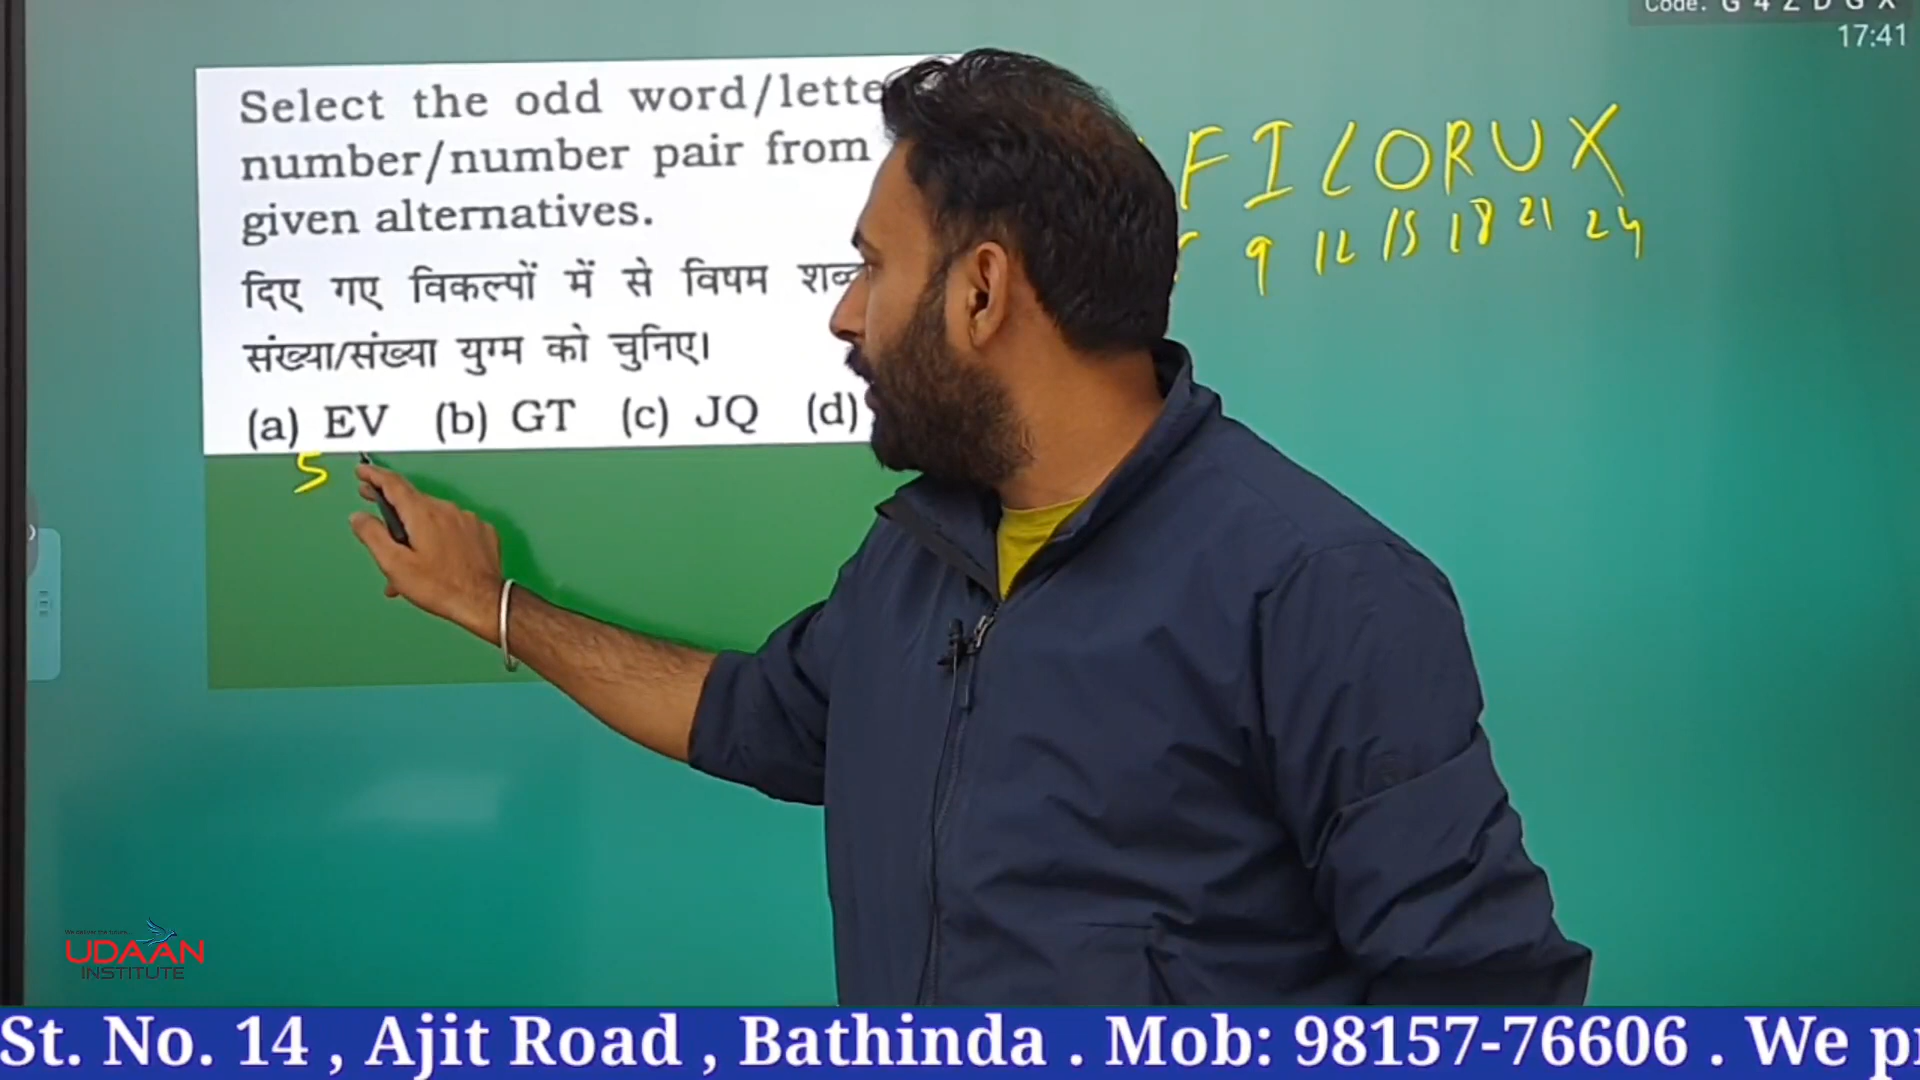 Code: G 4 Z D G X
17:41
Select the odd word/lette
number/number pair from
given alternatives.
दिए गए विकल्पों में से विषम
संख्या/संख्या युग्म को चुनिए।
(a) EV (b) GT (c) JQ (d)
5
F I L O R U X
9 12 15 18 21 24
UDAAN
INSTITUTE
St. No. 14 , Ajit Road , Bathinda . Mob: 98157-76606 . We pr